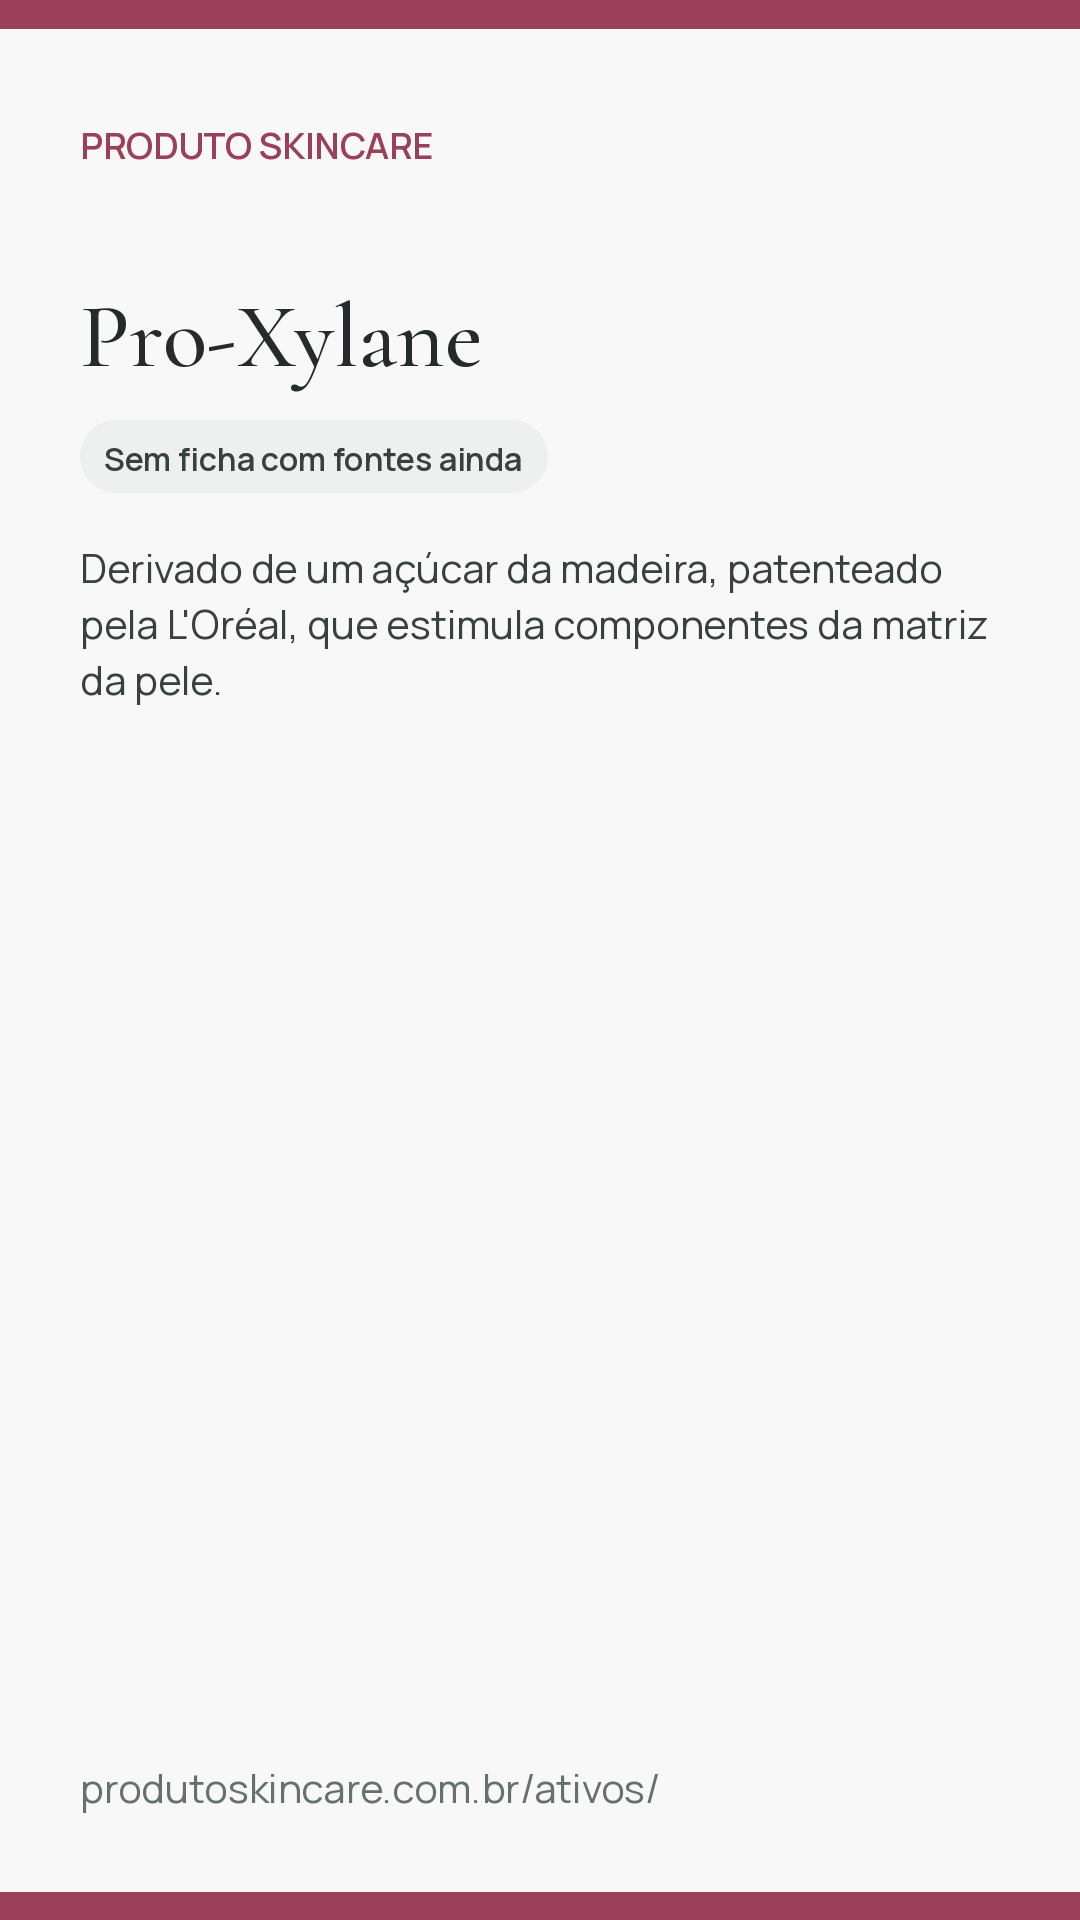 PRODUTO SKINCARE
Pro-Xylane
Sem ficha com fontes ainda
Derivado de um açúcar da madeira, patenteado
pela L'Oréal, que estimula componentes da matriz
da pele.
produtoskincare.com.br/ativos/